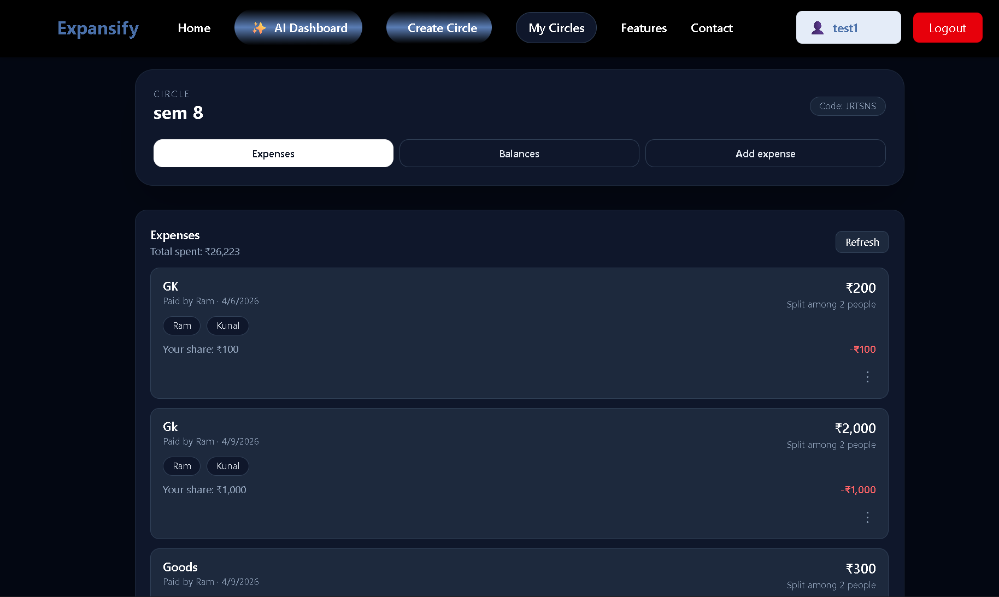 Expansify
Home
✨ AI Dashboard
Create Circle
My Circles
Features
Contact
👤 test1
Logout
CIRCLE
sem 8
Code: JRTSNS
Expenses
Balances
Add expense
Expenses
Total spent: ₹26,223
Refresh
GK
₹200
Paid by Ram · 4/6/2026
Split among 2 people
Ram
Kunal
Your share: ₹100
-₹100
Gk
₹2,000
Paid by Ram · 4/9/2026
Split among 2 people
Ram
Kunal
Your share: ₹1,000
-₹1,000
Goods
₹300
Paid by Ram · 4/9/2026
Split among 2 people